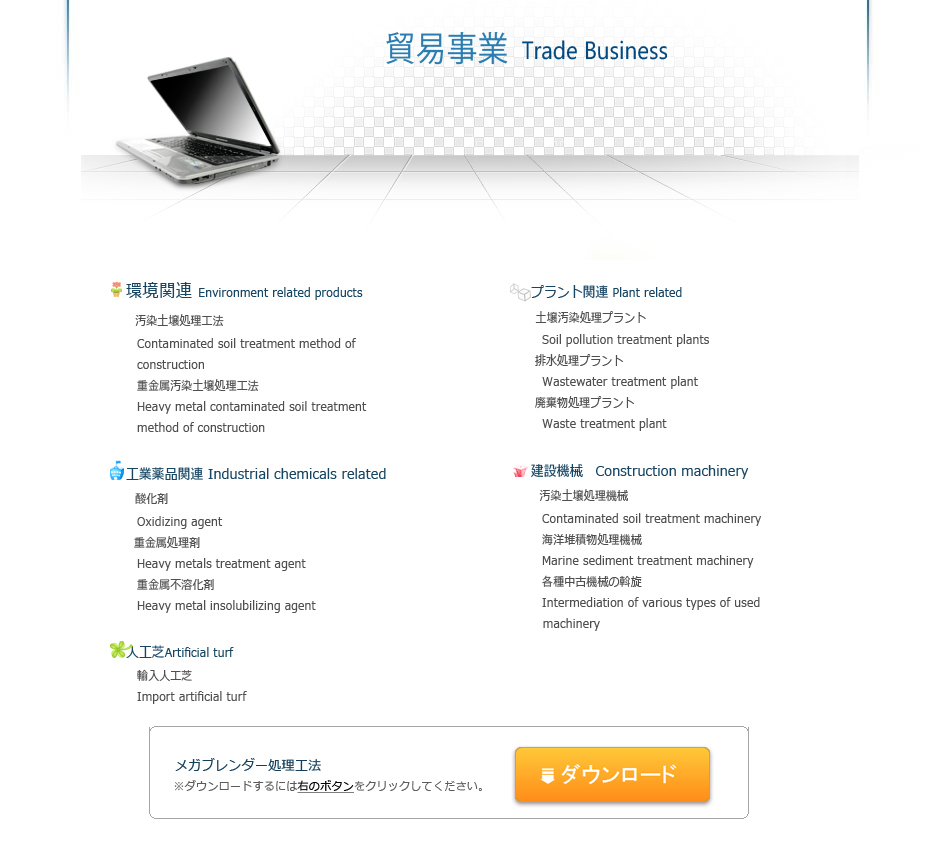 貿易事業 Trade Business
環境関連 Environment related products
汚染土壌処理工法
Contaminated soil treatment method of
construction
重金属汚染土壌処理工法
Heavy metal contaminated soil treatment
method of construction
工業薬品関連 Industrial chemicals related
酸化剤
Oxidizing agent
重金属処理剤
Heavy metals treatment agent
重金属不溶化剤
Heavy metal insolubilizing agent
人工芝Artificial turf
輸入人工芝
Import artificial turf
プラント関連 Plant related
土壌汚染処理プラント
Soil pollution treatment plants
排水処理プラント
Wastewater treatment plant
廃棄物処理プラント
Waste treatment plant
建設機械 Construction machinery
汚染土壌処理機械
Contaminated soil treatment machinery
海洋堆積物処理機械
Marine sediment treatment machinery
各種中古機械の斡旋
Intermediation of various types of used
machinery
メガブレンダー処理工法
※ダウンロードするには右のボタンをクリックしてください。
ダウンロード